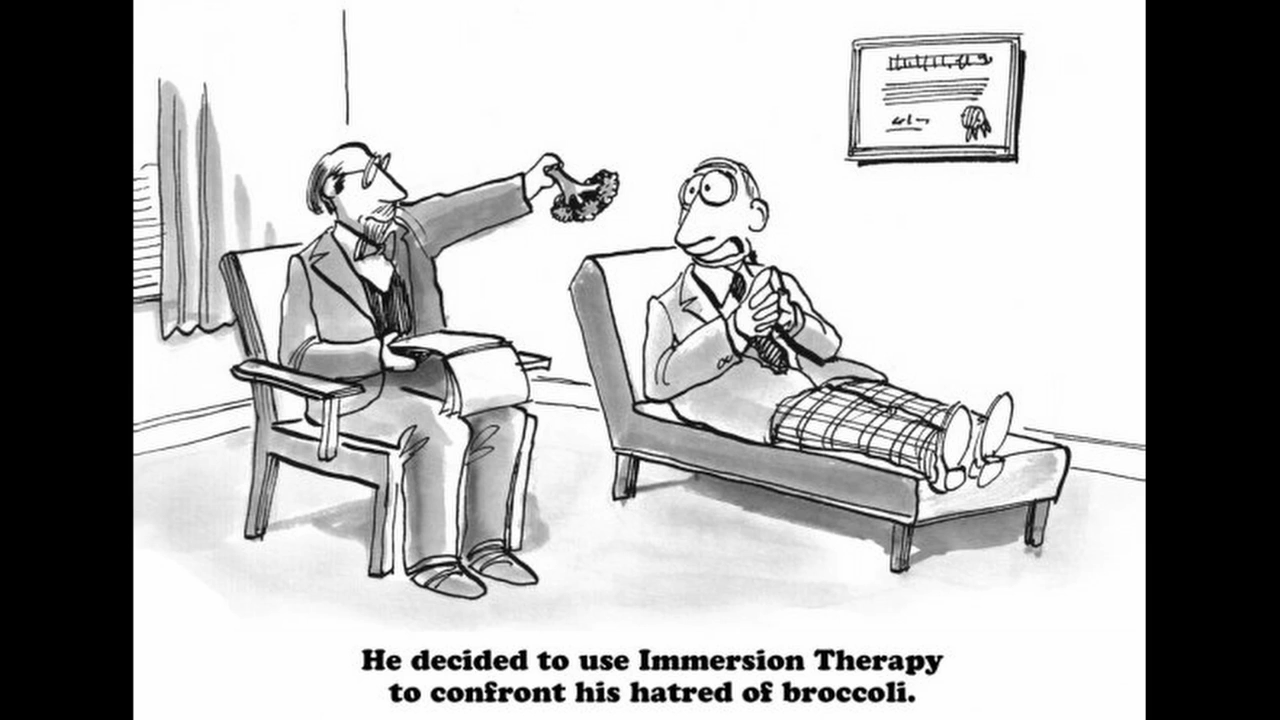 He decided to use Immersion Therapy
to confront his hatred of broccoli.